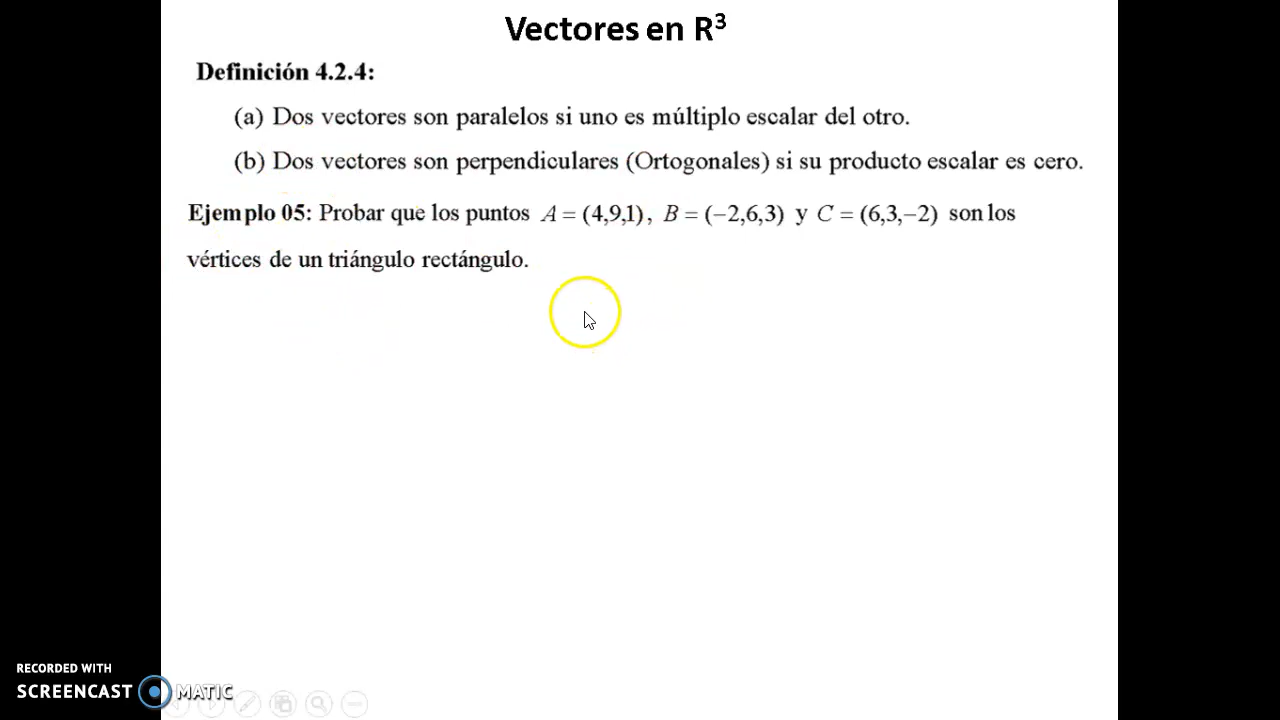 Vectores en R³
Definición 4.2.4:
(a) Dos vectores son paralelos si uno es múltiplo escalar del otro.
(b) Dos vectores son perpendiculares (Ortogonales) si su producto escalar es cero.
Ejemplo 05: Probar que los puntos A = (4,9,1), B = (−2,6,3) y C = (6,3,−2) son los
vértices de un triángulo rectángulo.
RECORDED WITH
SCREENCAST MATIC